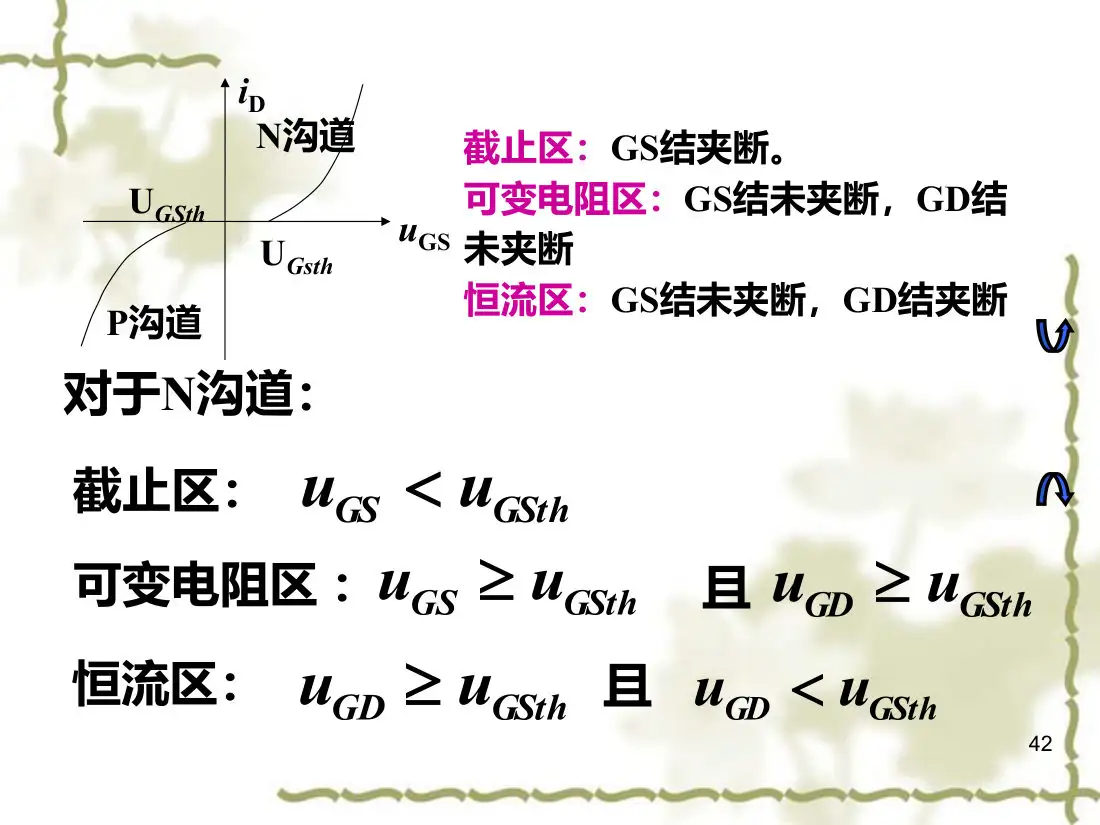 iD
N沟道
UGSth
uGS
UGsth
P沟道
截止区：GS结夹断。
可变电阻区：GS结未夹断，GD结
未夹断
恒流区：GS结未夹断，GD结夹断
对于N沟道：
截止区： uGS < uGSth
可变电阻区： uGS ≥ uGSth 且 uGD ≥ uGSth
恒流区： uGD ≥ uGSth 且 uGD < uGSth
42